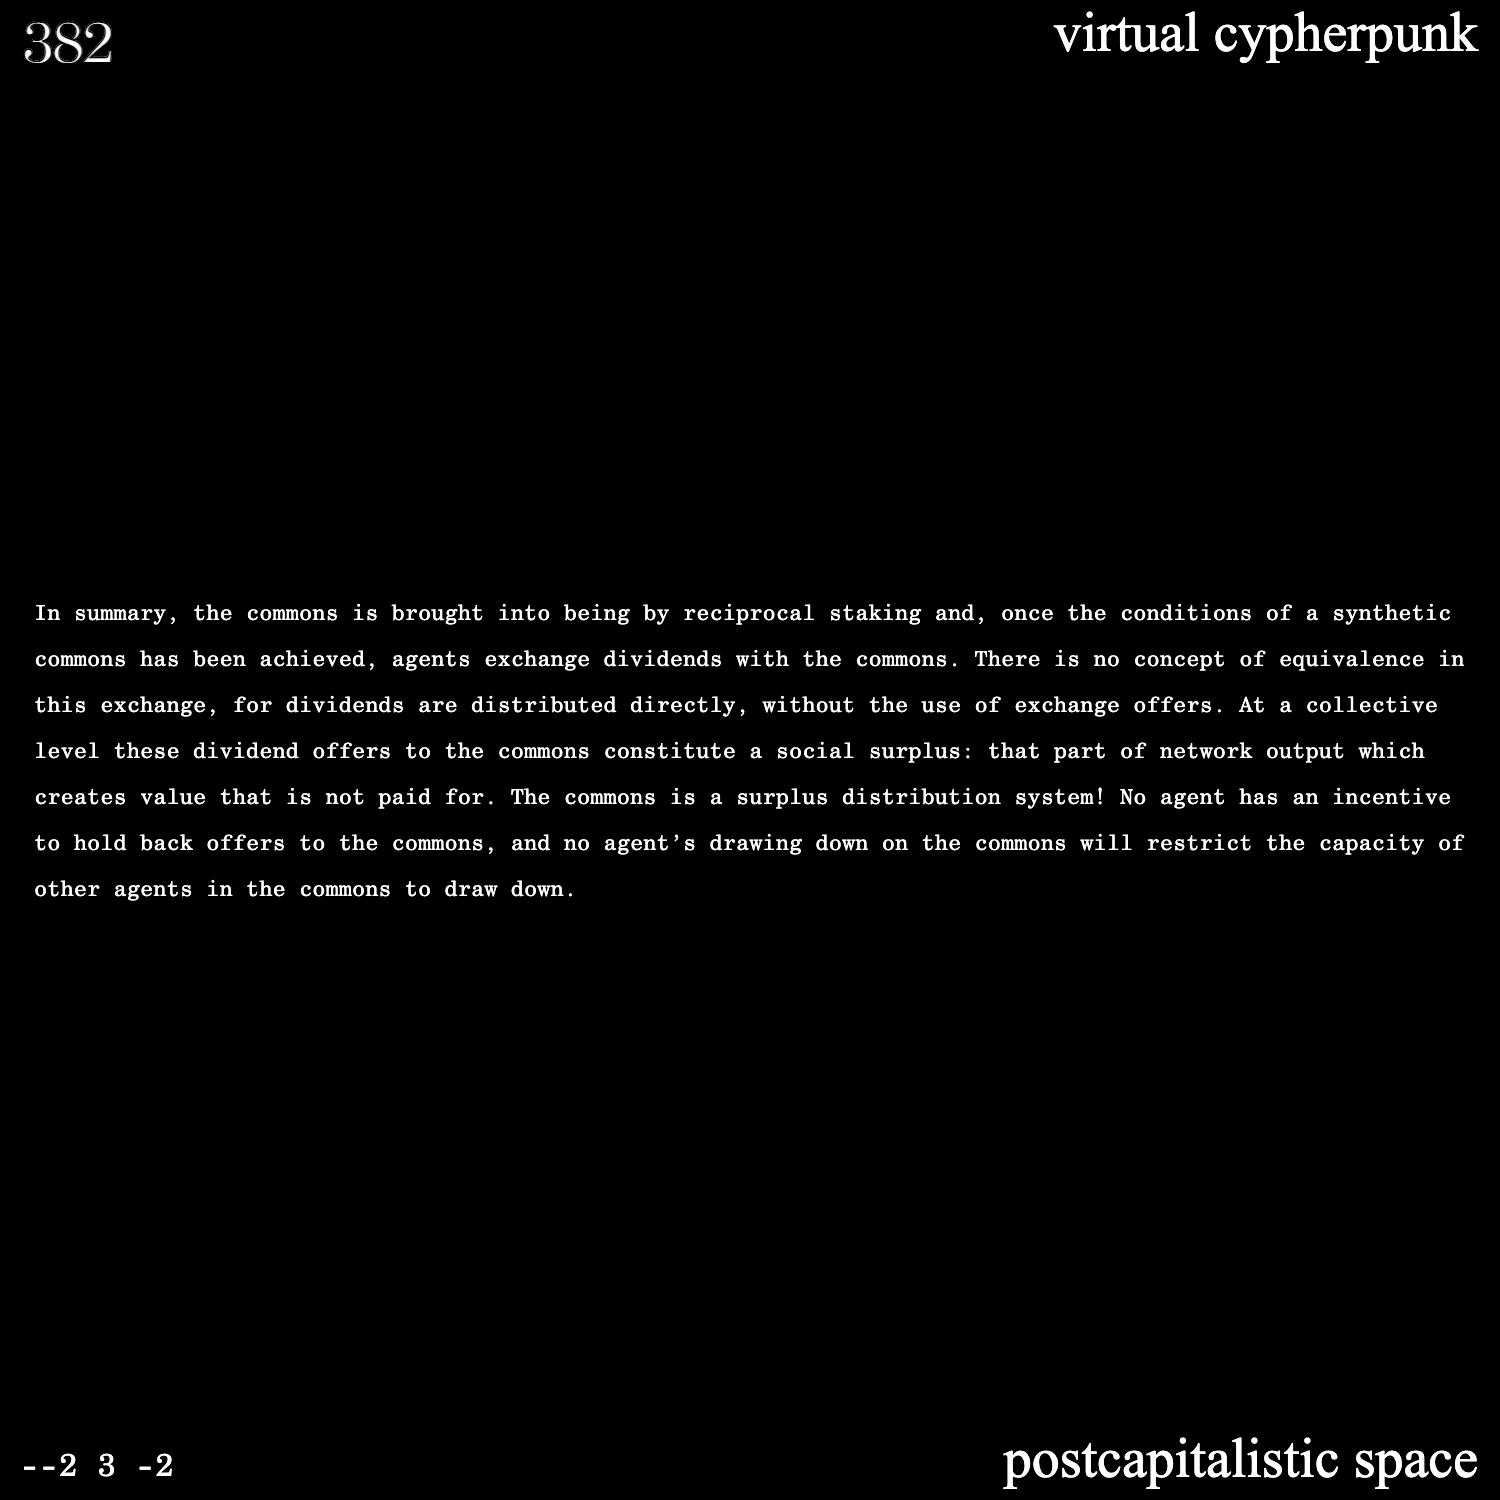 382
virtual cypherpunk
In summary, the commons is brought into being by reciprocal staking and, once the conditions of a synthetic
commons has been achieved, agents exchange dividends with the commons. There is no concept of equivalence in
this exchange, for dividends are distributed directly, without the use of exchange offers. At a collective
level these dividend offers to the commons constitute a social surplus: that part of network output which
creates value that is not paid for. The commons is a surplus distribution system! No agent has an incentive
to hold back offers to the commons, and no agent’s drawing down on the commons will restrict the capacity of
other agents in the commons to draw down.
--2 3 -2
postcapitalistic space